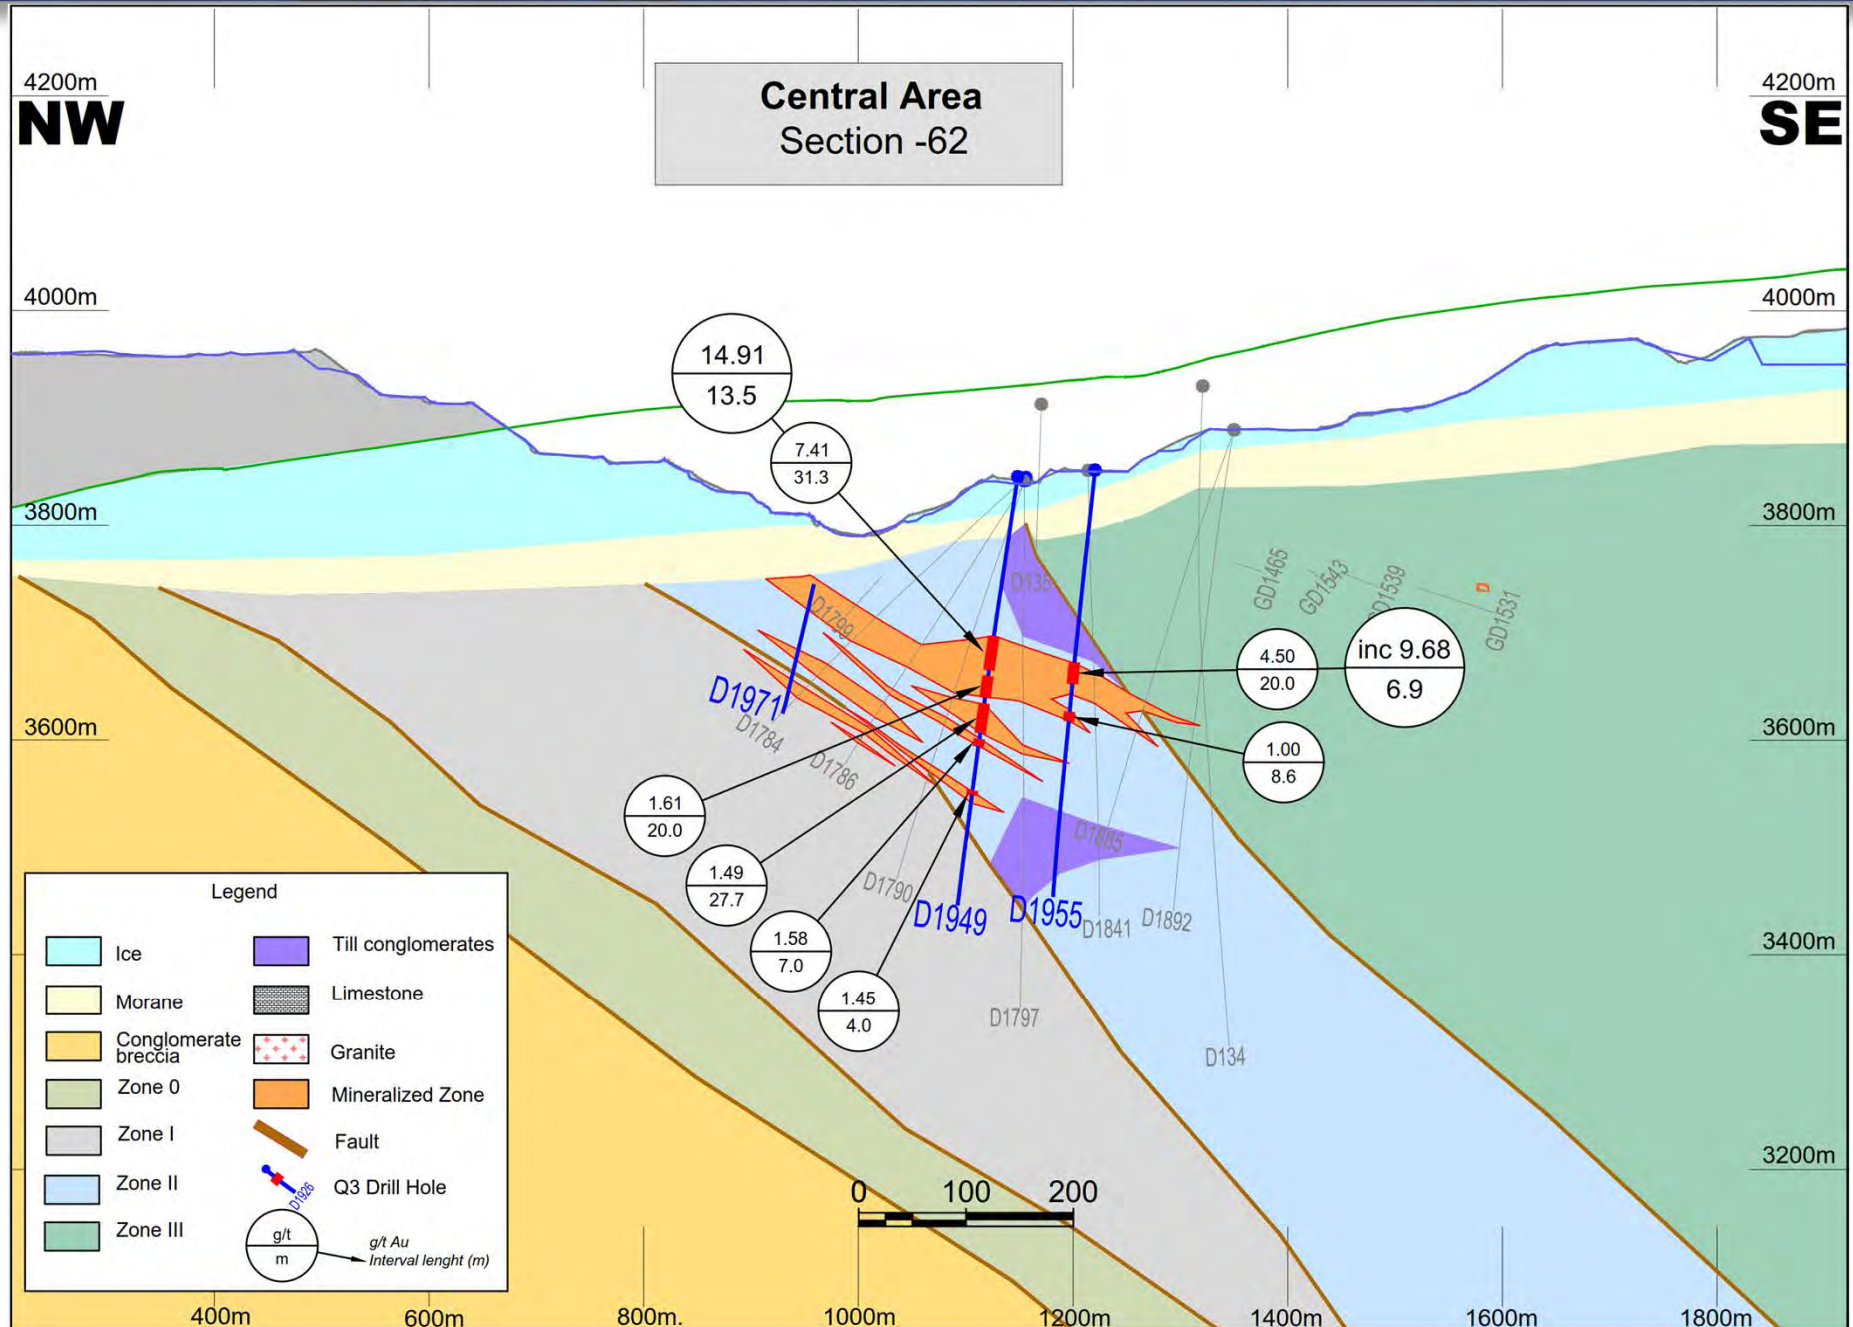 4200m
4200m
NW
SE
Central Area
Section -62
4000m
4000m
14.91
13.5
7.41
31.3
3800m
3800m
D135
GD1465
GD1543
GD1539
GD1531
D
D1799
4.50
20.0
inc 9.68
6.9
D1971
D1784
D1786
3600m
3600m
1.00
8.6
1.61
20.0
1.49
27.7
D1885
D1790
D1949
D1955
D1841
D1892
1.58
7.0
3400m
1.45
4.0
D1797
D134
3200m
Legend
Ice
Morane
Conglomerate
breccia
Zone 0
Zone I
Zone II
Zone III
Till conglomerates
Limestone
Granite
Mineralized Zone
Fault
D1926
Q3 Drill Hole
g/t
m
g/t Au
Interval lenght (m)
0 100 200
400m 600m 800m. 1000m 1200m 1400m 1600m 1800m